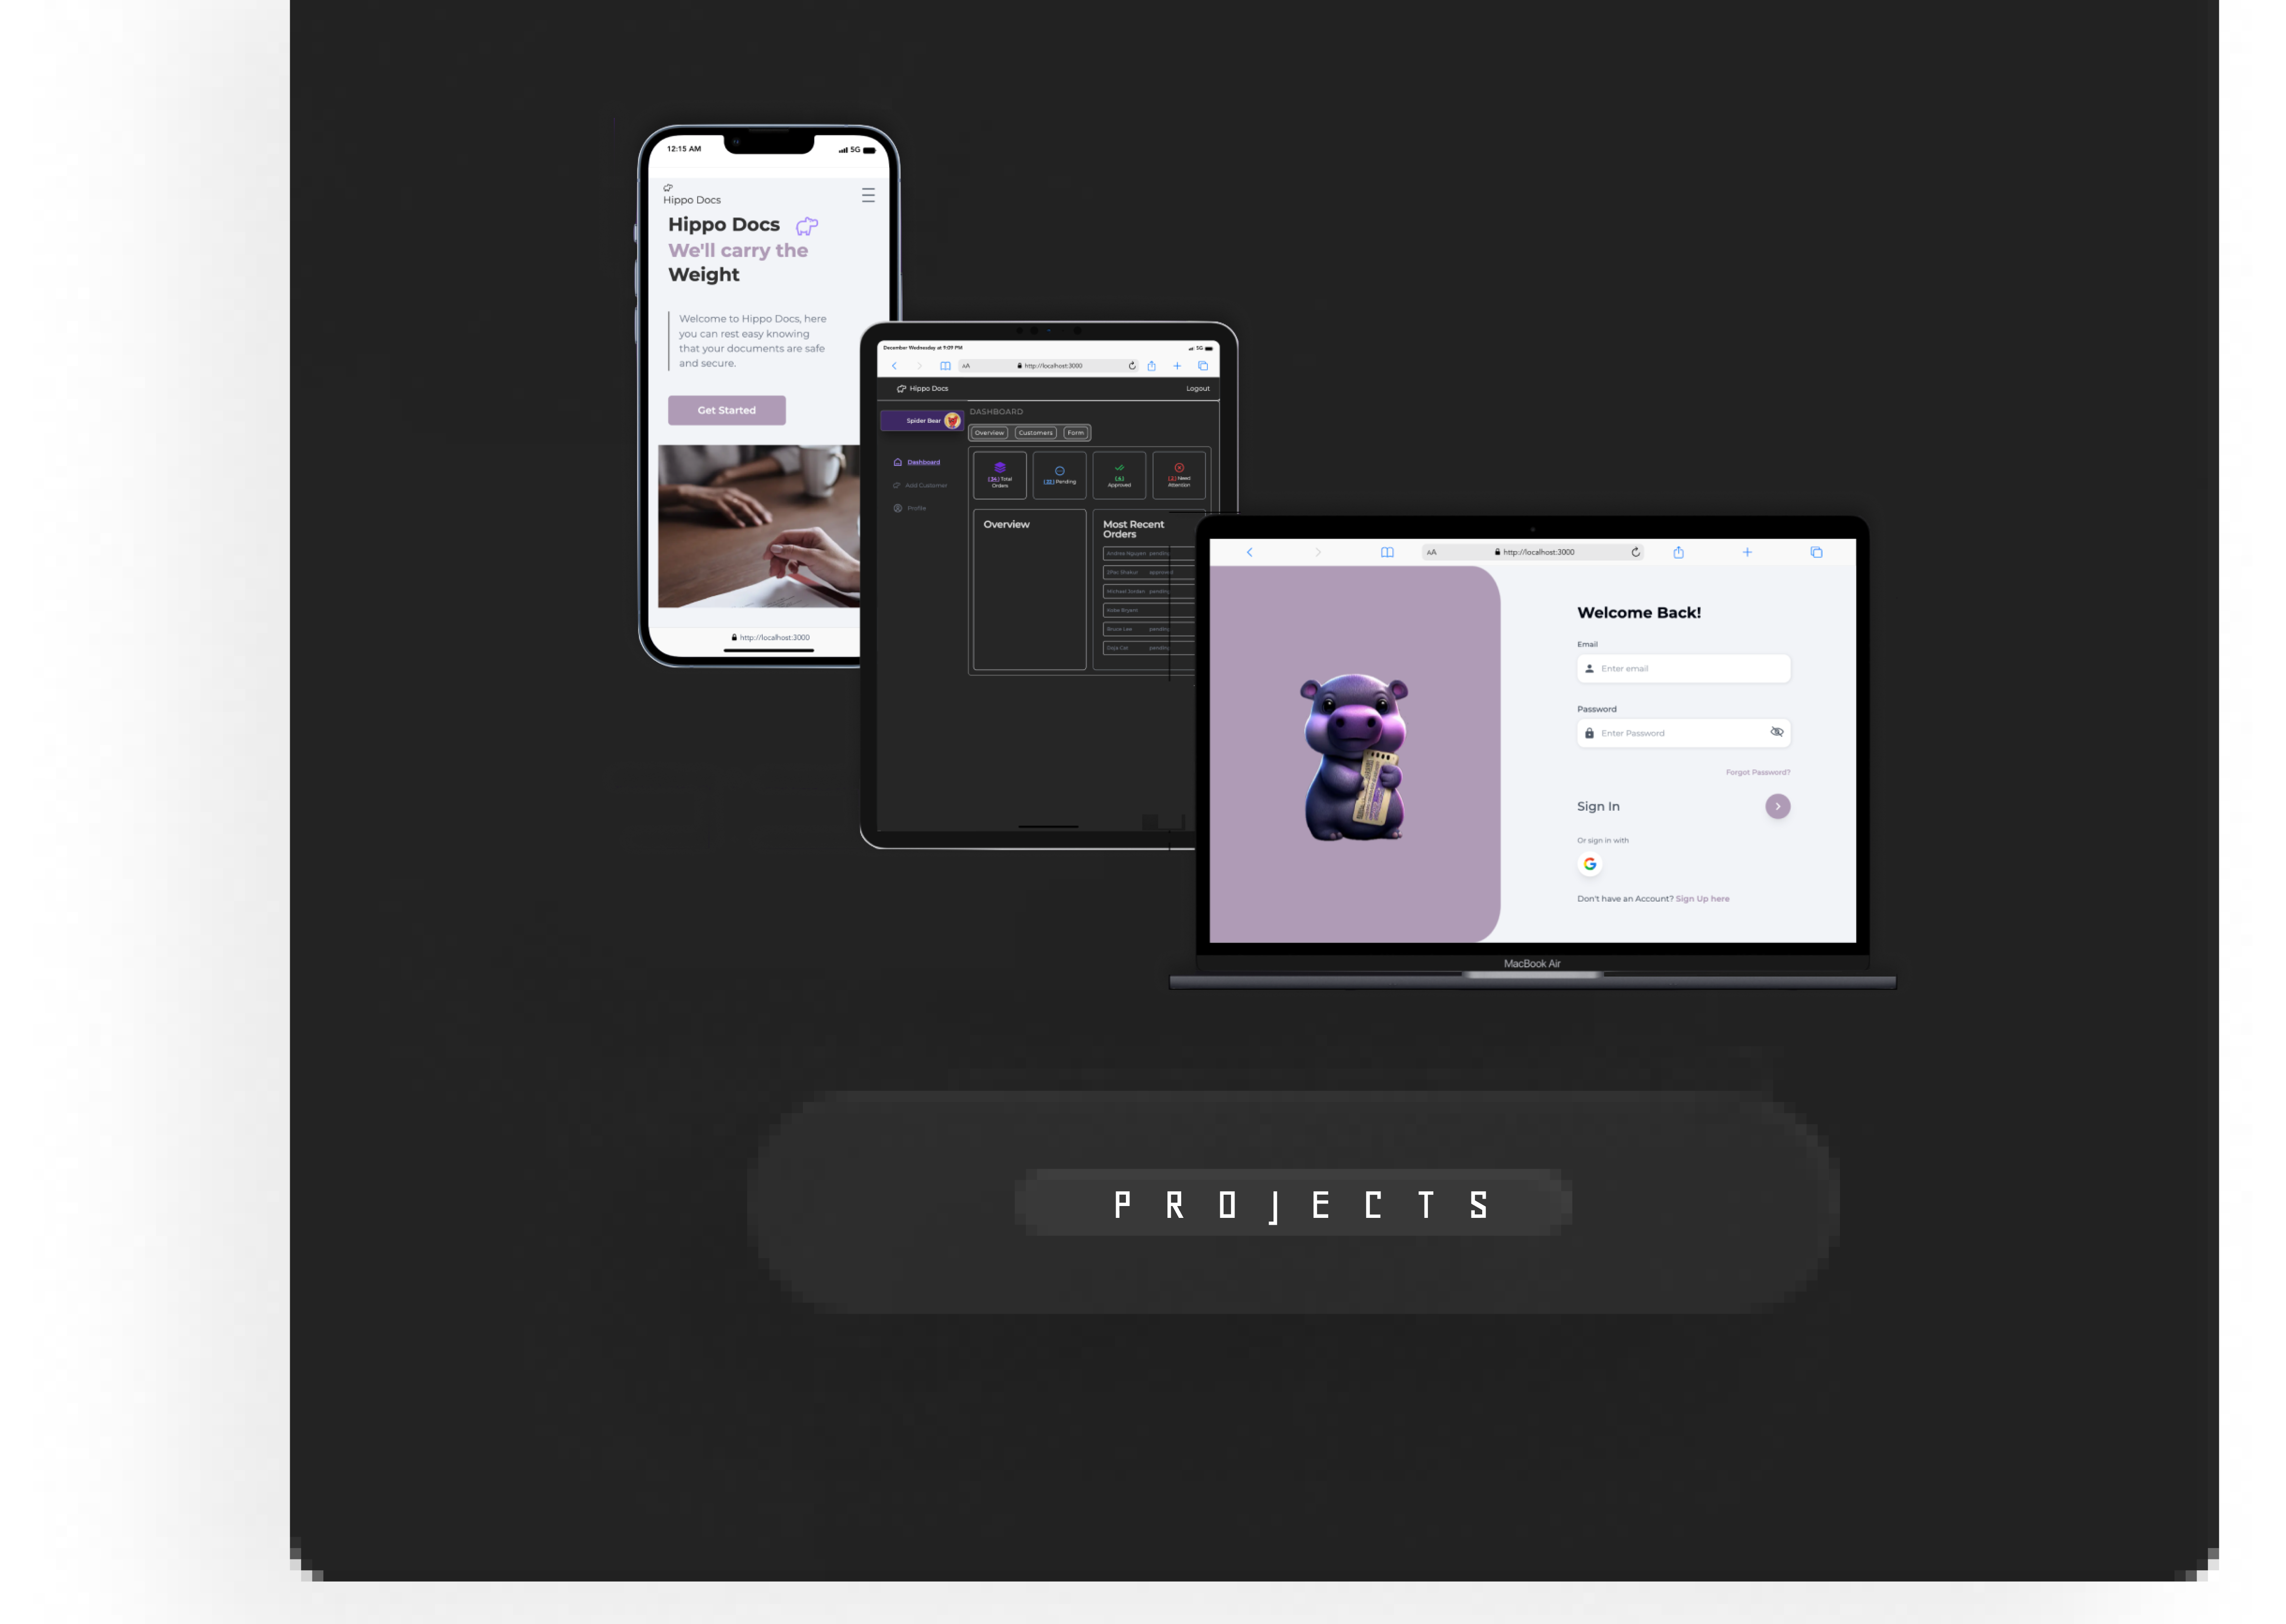 12:15 AM
5G
Hippo Docs
Hippo Docs
We'll carry the
Weight
Welcome to Hippo Docs, here
you can rest easy knowing
that your documents are safe
and secure.
Get Started
http://localhost:3000
December Wednesday at 9:09 PM
5G
AA
http://localhost:3000
Hippo Docs
Logout
Spider Bear
DASHBOARD
Overview
Customers
Form
Dashboard
Add Customer
Profile
Total
Orders
Pending
Approved
Need
Attention
Overview
Most Recent
Orders
Andrea Nguyen pending
2Pac Shakur approved
Michael Jordan pending
Kobe Bryant
Bruce Lee pending
Doja Cat pending
AA
http://localhost:3000
Welcome Back!
Email
Enter email
Password
Enter Password
Forgot Password?
Sign In
Or sign in with
G
Don't have an Account? Sign Up here
MacBook Air
PROJECTS